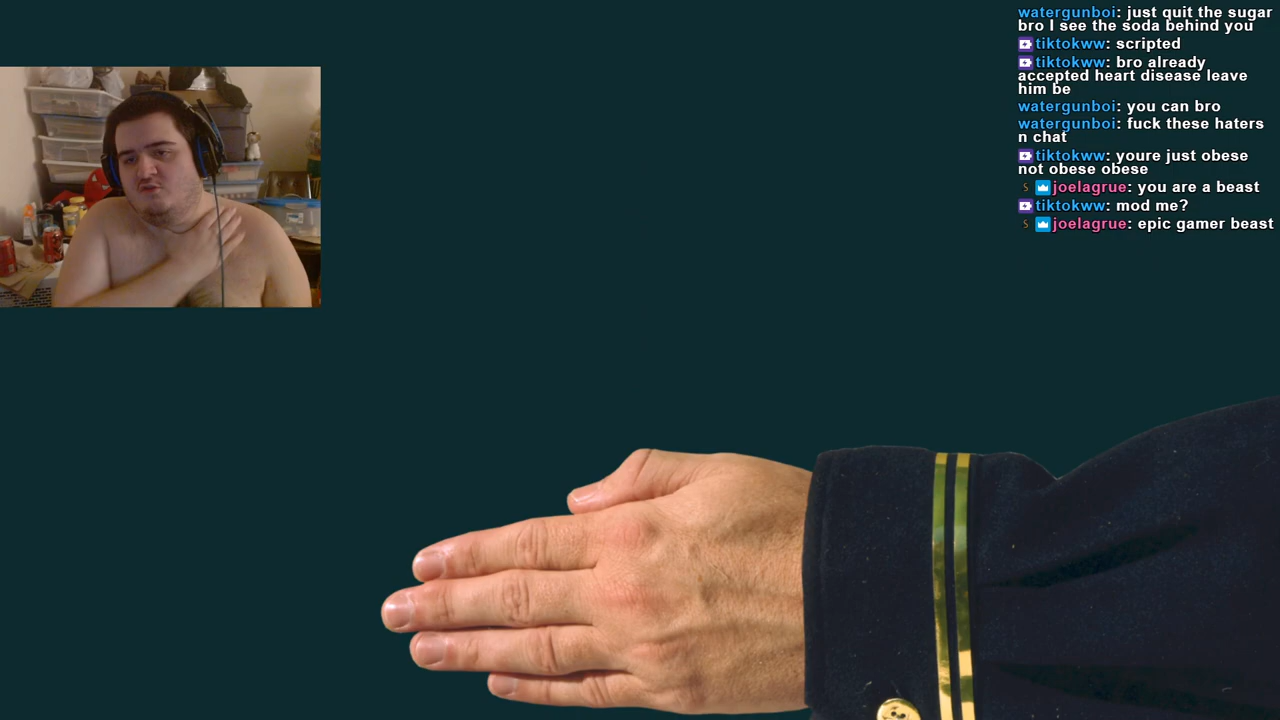 watergunboi: just quit the sugar
bro I see the soda behind you
tiktokww: scripted
tiktokww: bro already
accepted heart disease leave
him be
watergunboi: you can bro
watergunboi: fuck these haters
n chat
tiktokww: youre just obese
not obese obese
joelagrue: you are a beast
tiktokww: mod me?
joelagrue: epic gamer beast